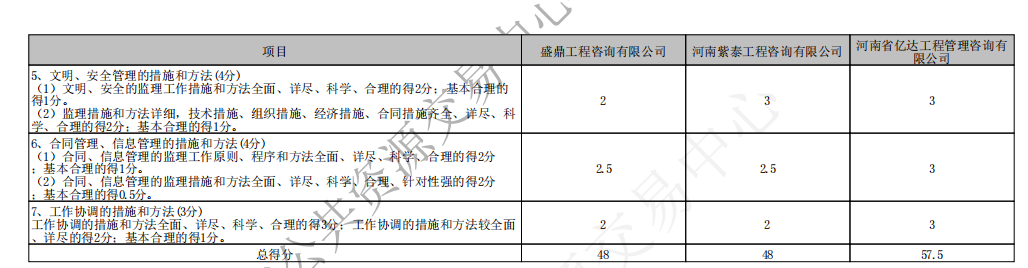 项目 盛鼎工程咨询有限公司 河南紫泰工程咨询有限公司 河南省亿达工程管理咨询有
限公司
5、文明、安全管理的措施和方法(4分)
(1)文明、安全的监理工作措施和方法全面、详尽、科学、合理的得2分；基本合理的
得1分。
(2)监理措施和方法详细，技术措施、组织措施、经济措施、合同措施齐全、详尽、科
学、合理的得2分；基本合理的得1分。
2 3 3
6、合同管理、信息管理的措施和方法(4分)
(1)合同、信息管理的监理工作原则、程序和方法全面、详尽、科学、合理的得2分
；基本合理的得1分。
(2)合同、信息管理的监理措施和方法全面、详尽、科学、合理、针对性强的得2分
；基本合理的得0.5分。
2.5 2.5 3
7、工作协调的措施和方法(3分)
工作协调的措施和方法全面、详尽、科学、合理的得3分；工作协调的措施和方法较全面
、详尽的得2分；基本合理的得1分。
2 2 3
总得分 48 48 57.5
公共资源交易中心
交易中心